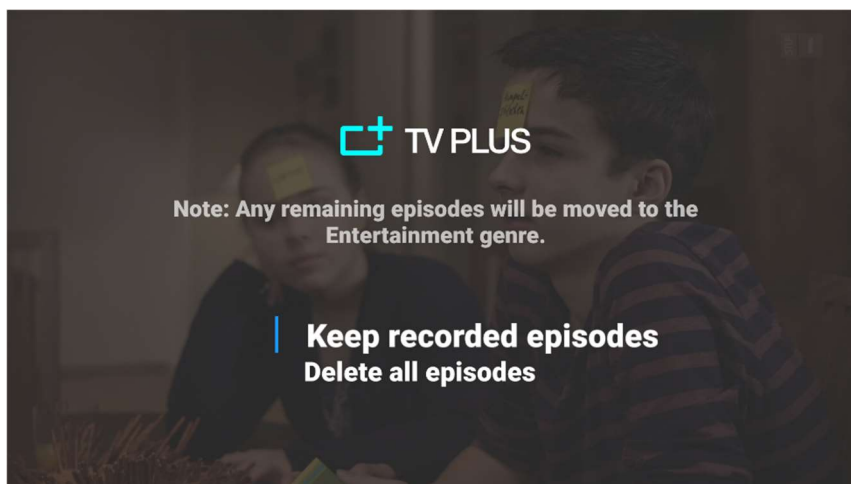 TV PLUS
Note: Any remaining episodes will be moved to the
Entertainment genre.
Keep recorded episodes
Delete all episodes